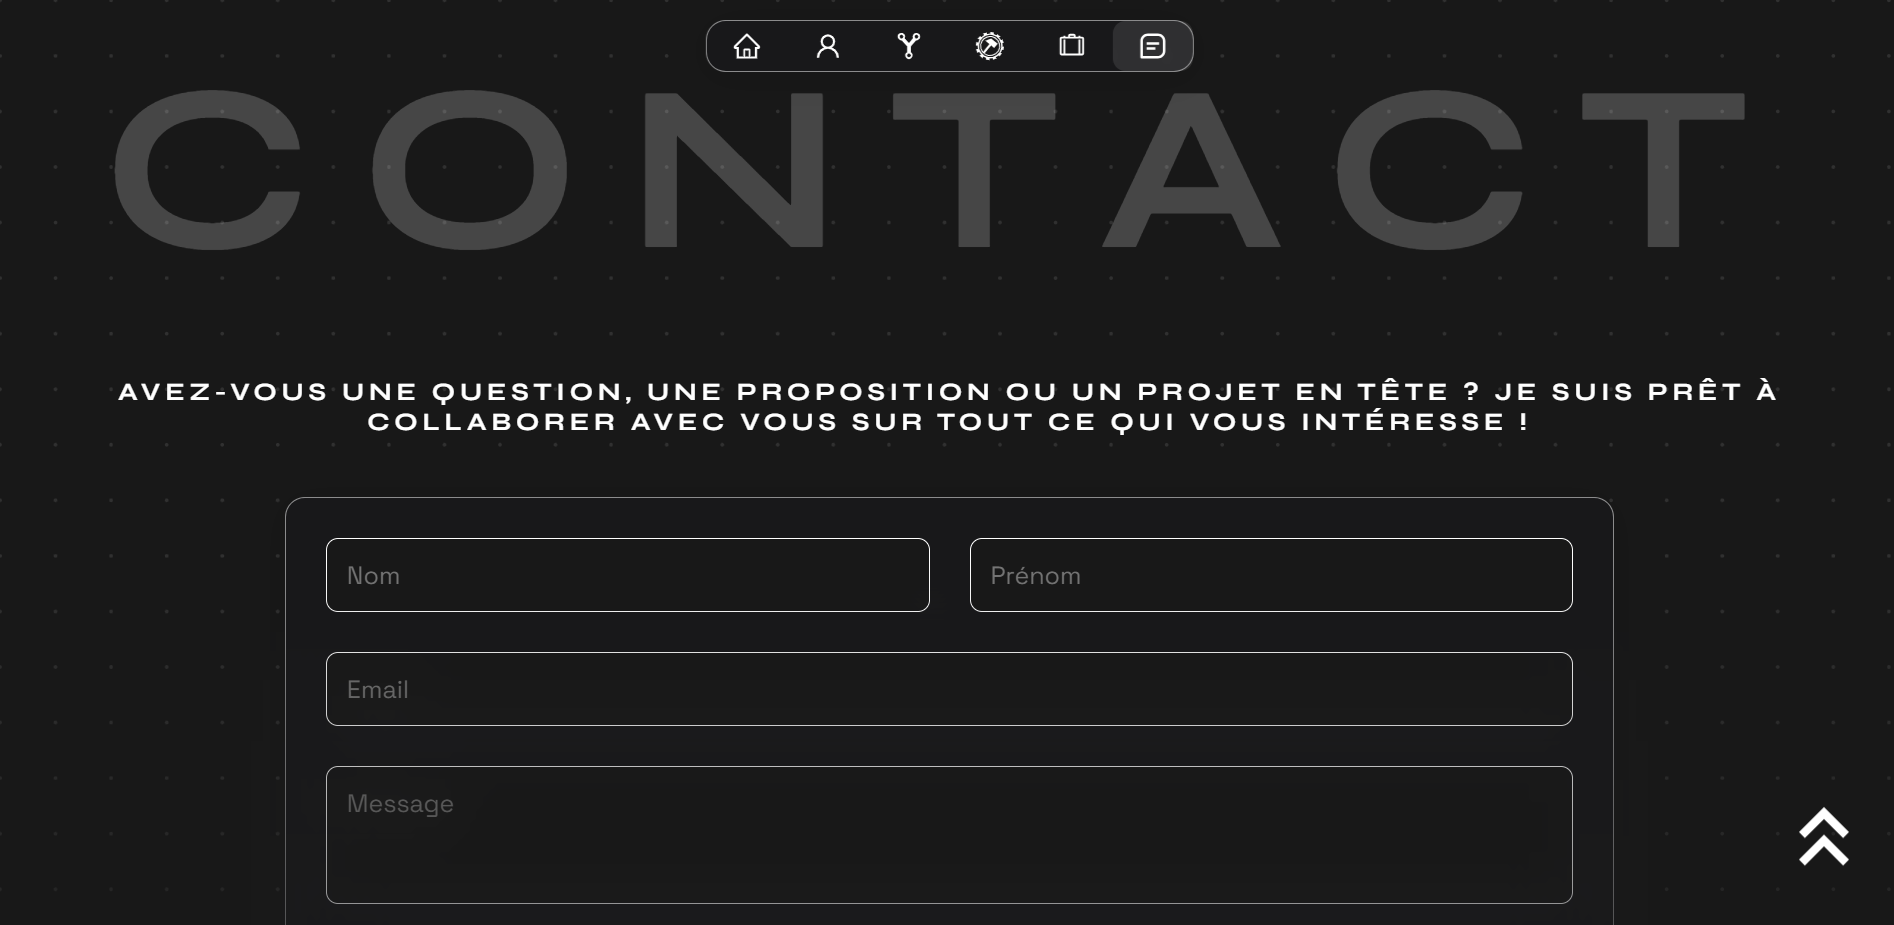 CONTACT
AVEZ-VOUS UNE QUESTION, UNE PROPOSITION OU UN PROJET EN TÊTE ? JE SUIS PRÊT À
COLLABORER AVEC VOUS SUR TOUT CE QUI VOUS INTÉRESSE !
Nom
Prénom
Email
Message